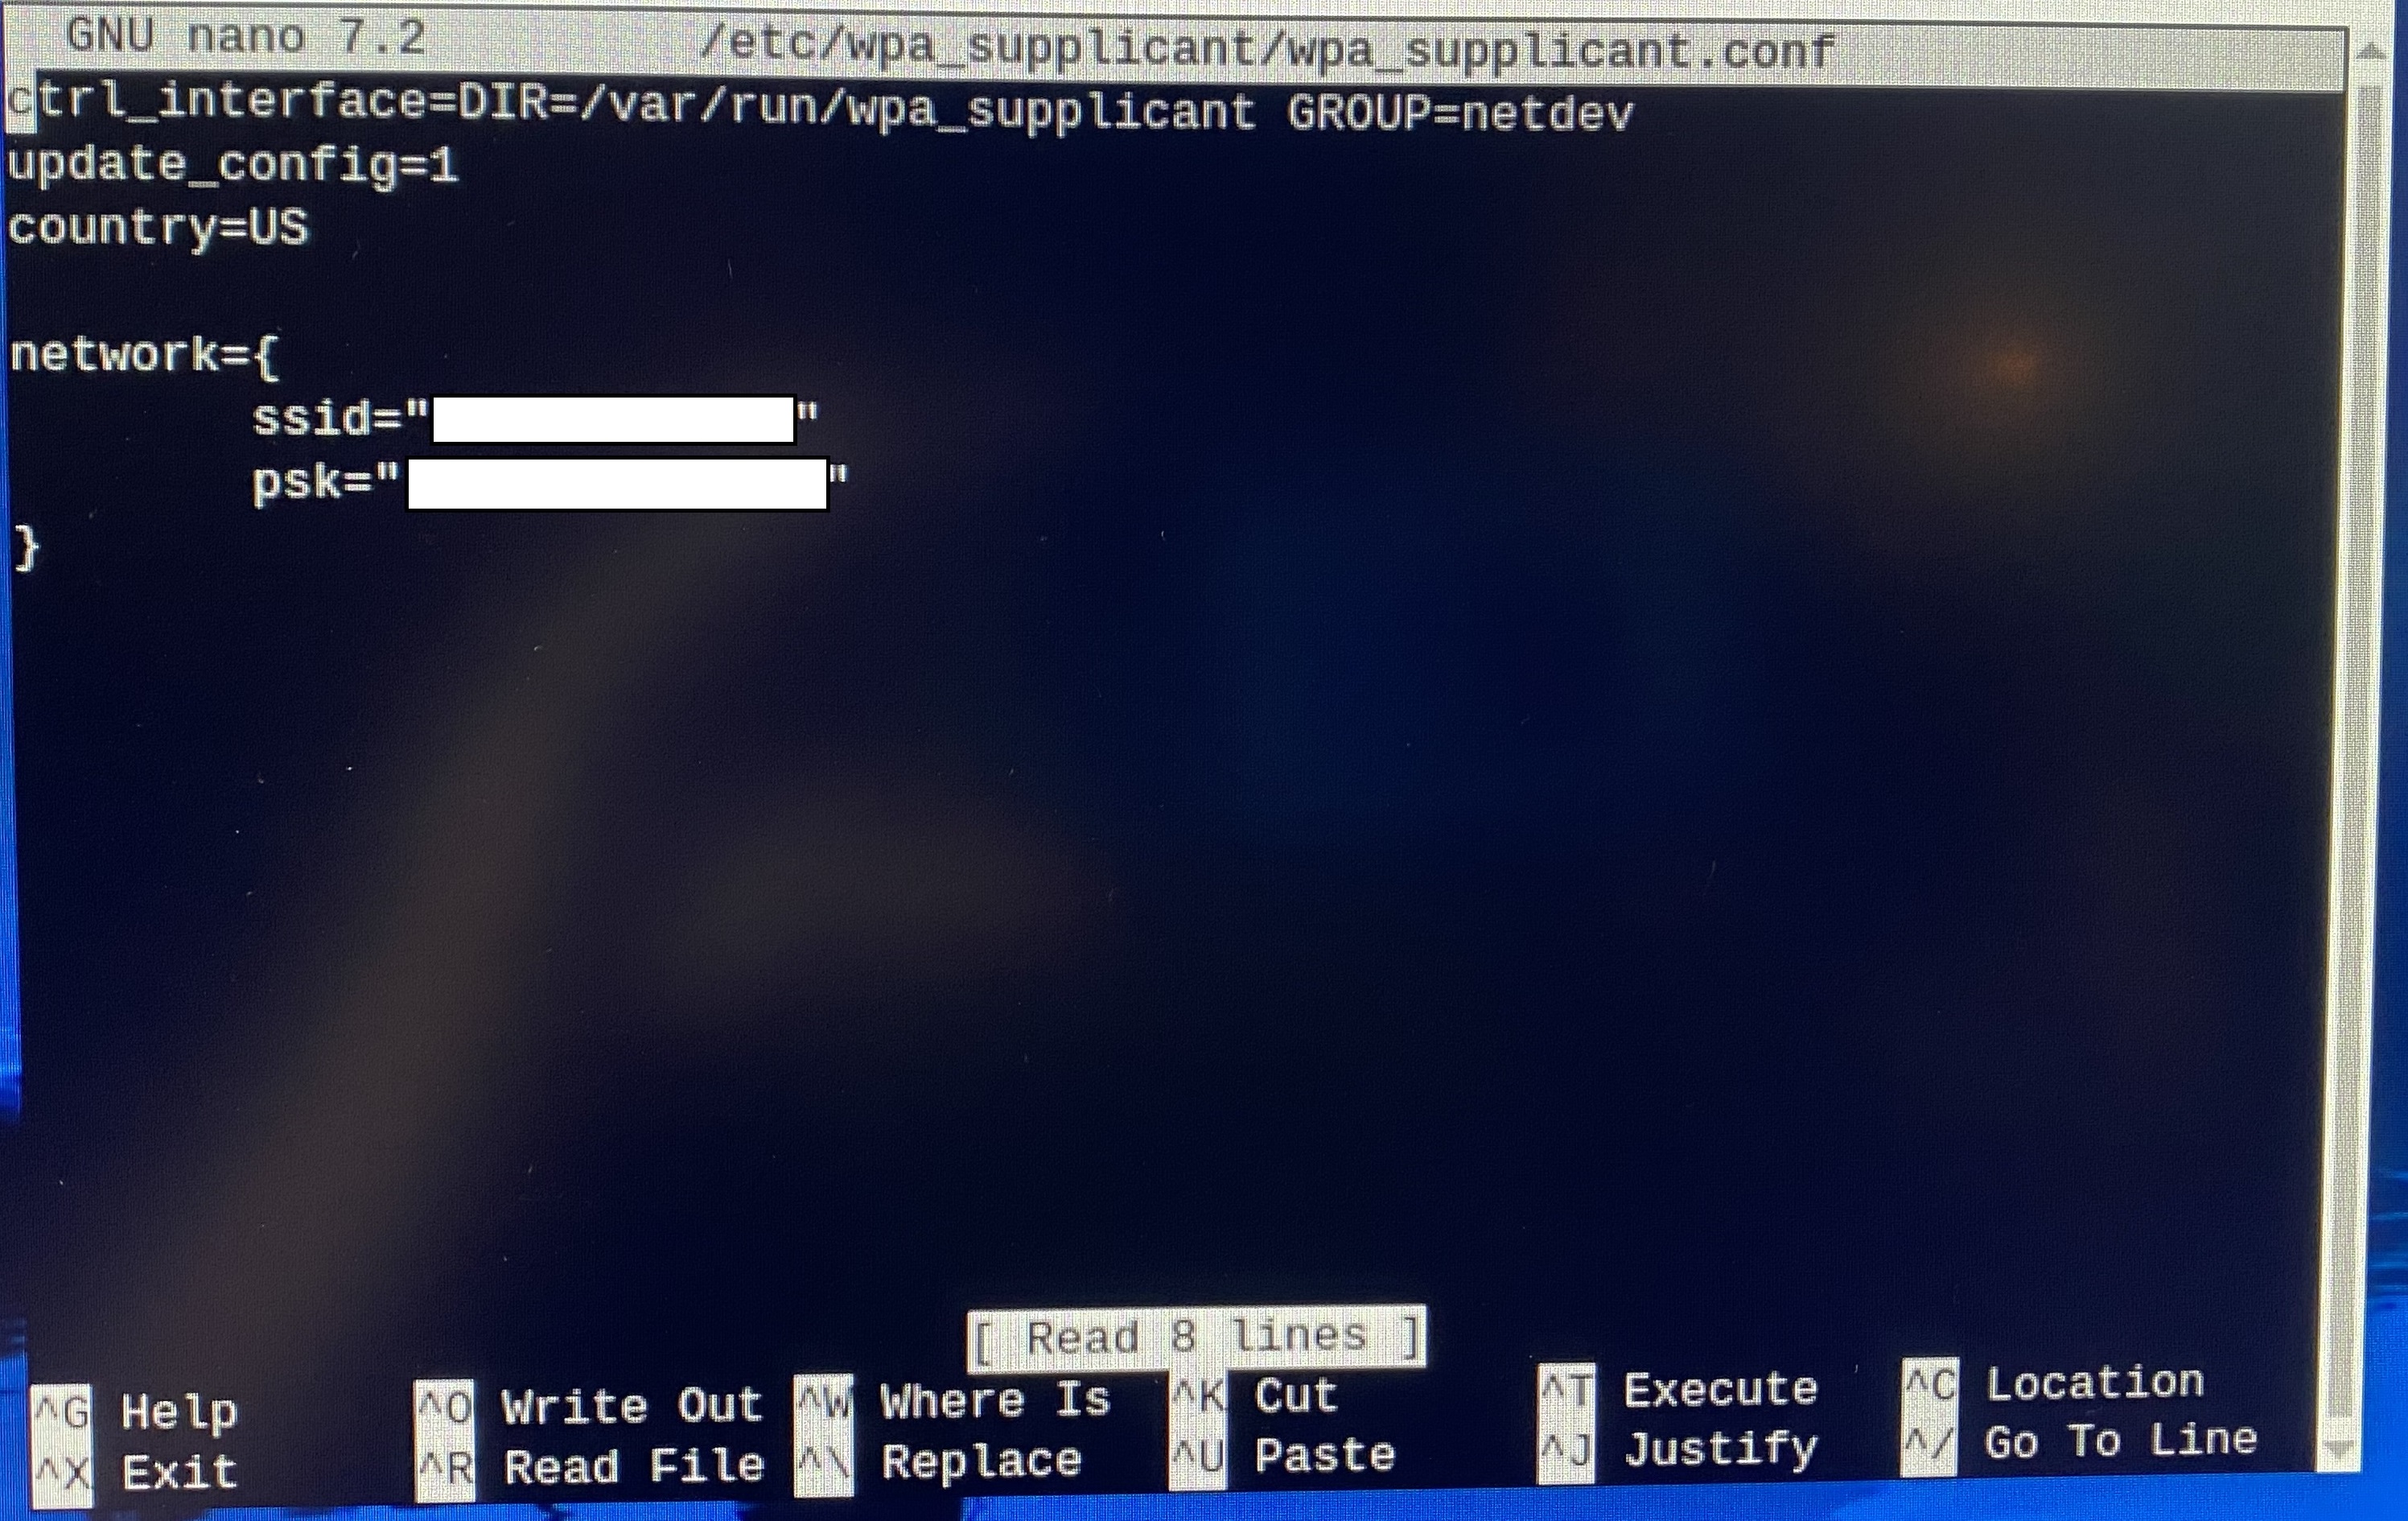 GNU nano 7.2 /etc/wpa_supplicant/wpa_supplicant.conf
ctrl_interface=DIR=/var/run/wpa_supplicant GROUP=netdev
update_config=1
country=US
network={
ssid=""
psk=""
}
[ Read 8 lines ]
^G Help ^O Write Out ^W Where Is ^K Cut ^T Execute ^C Location
^X Exit ^R Read File ^\ Replace ^U Paste ^J Justify ^/ Go To Line